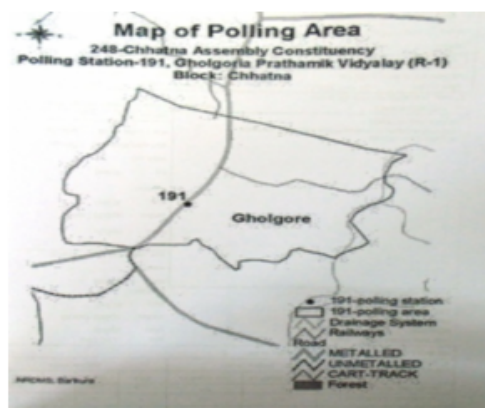 Map of Polling Area
248-Chhatna Assembly Constituency
Polling Station-191, Gholgoria Prathamik Vidyalay (R-1)
Block: Chhatna
191
Gholgore
191-polling station
191-polling area
Drainage System
Railways
Road
METALLED
UNMETALLED
CART-TRACK
Forest